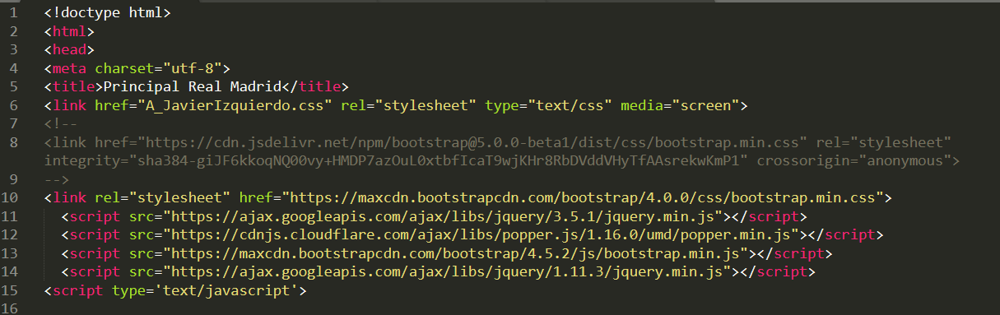 1 <!doctype html>
2 <html>
3 <head>
4 <meta charset="utf-8">
5 <title>Principal Real Madrid</title>
6 <link href="A_JavierIzquierdo.css" rel="stylesheet" type="text/css" media="screen">
7 <!--
8 <link href="https://cdn.jsdelivr.net/npm/bootstrap@5.0.0-beta1/dist/css/bootstrap.min.css" rel="stylesheet"
integrity="sha384-giJF6kkoqNQ00vy+HMDP7azOuL0xtbfIcaT9wjKHr8RbDVddVHyTfAAsrekwKmP1" crossorigin="anonymous">
9 -->
10 <link rel="stylesheet" href="https://maxcdn.bootstrapcdn.com/bootstrap/4.0.0/css/bootstrap.min.css">
11 <script src="https://ajax.googleapis.com/ajax/libs/jquery/3.5.1/jquery.min.js"></script>
12 <script src="https://cdnjs.cloudflare.com/ajax/libs/popper.js/1.16.0/umd/popper.min.js"></script>
13 <script src="https://maxcdn.bootstrapcdn.com/bootstrap/4.5.2/js/bootstrap.min.js"></script>
14 <script src="https://ajax.googleapis.com/ajax/libs/jquery/1.11.3/jquery.min.js"></script>
15 <script type='text/javascript'>
16